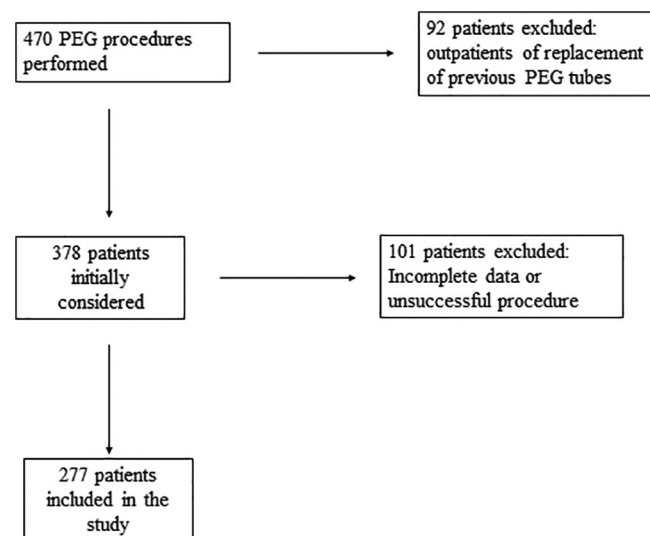 470 PEG procedures
performed
92 patients excluded:
outpatients of replacement
of previous PEG tubes
378 patients
initially
considered
101 patients excluded:
Incomplete data or
unsuccessful procedure
277 patients
included in the
study